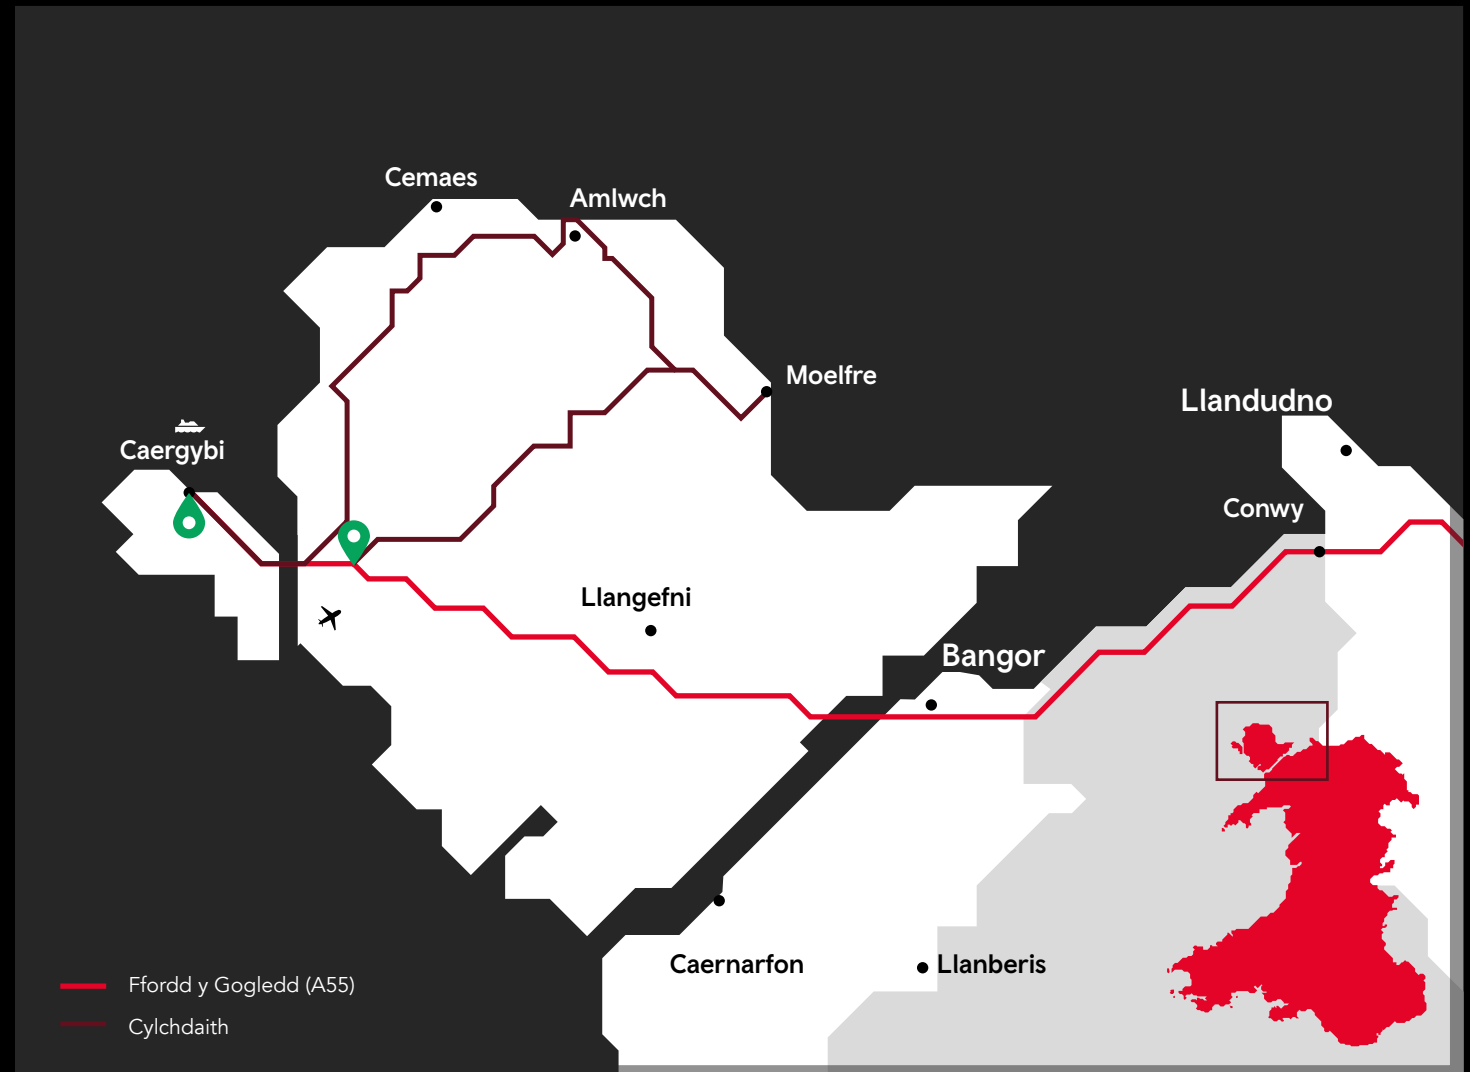 Cemaes
Amlwch
Moelfre
Llandudno
Caergybi
Conwy
Llangefni
Bangor
Caernarfon
Llanberis
Ffordd y Gogledd (A55)
Cylchdaith